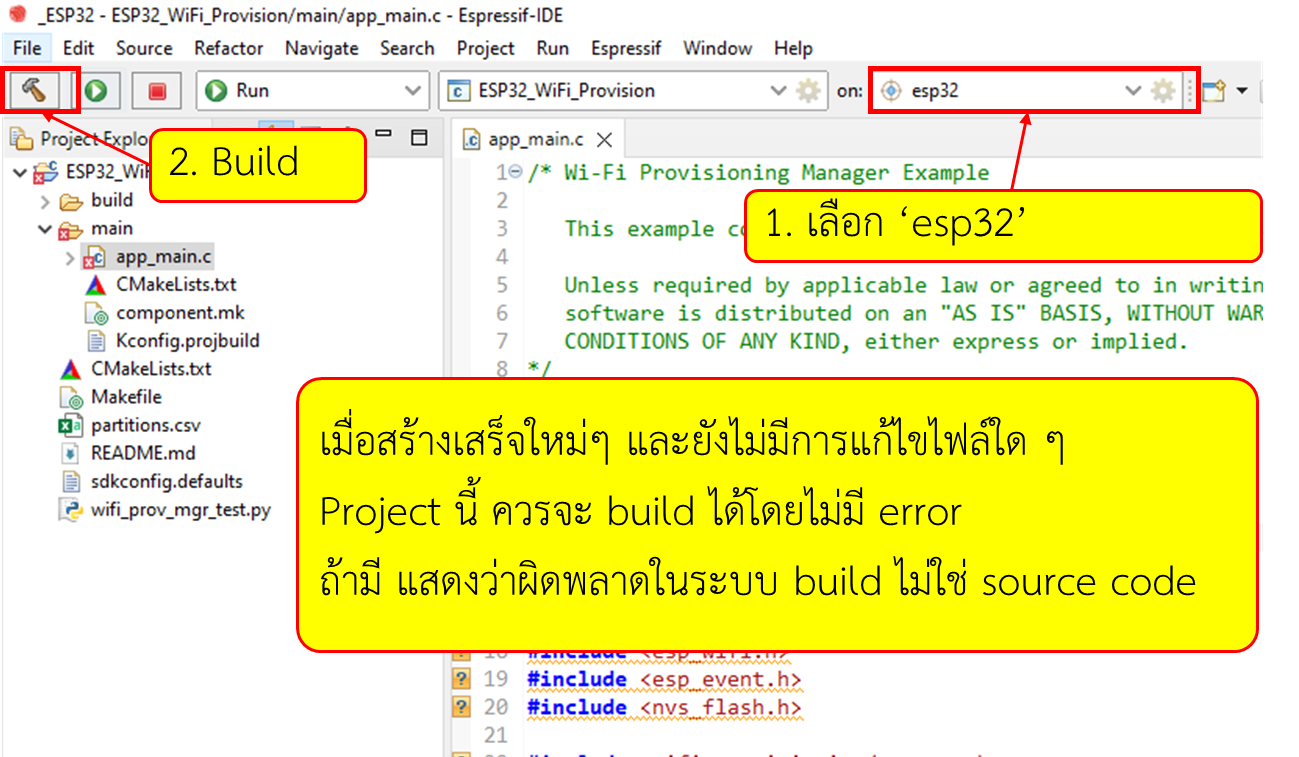 _ESP32 - ESP32_WiFi_Provision/main/app_main.c - Espressif-IDE
File Edit Source Refactor Navigate Search Project Run Espressif Window Help
Run ESP32_WiFi_Provision on: esp32
Project Explo
2. Build
ESP32_Wi
build
main
app_main.c
CMakeLists.txt
component.mk
Kconfig.projbuild
CMakeLists.txt
Makefile
partitions.csv
README.md
sdkconfig.defaults
wifi_prov_mgr_test.py
app_main.c
1 /* Wi-Fi Provisioning Manager Example
2
3 This example c
1. เลือก ‘esp32’
4
5 Unless required by applicable law or agreed to in writin
6 software is distributed on an "AS IS" BASIS, WITHOUT WAR
7 CONDITIONS OF ANY KIND, either express or implied.
8 */
เมื่อสร้างเสร็จใหม่ๆ และยังไม่มีการแก้ไขไฟล์ใด ๆ
Project นี้ ควรจะ build ได้โดยไม่มี error
ถ้ามี แสดงว่าผิดพลาดในระบบ build ไม่ใช่ source code
18 #include <esp_wifi.h>
19 #include <esp_event.h>
20 #include <nvs_flash.h>
21